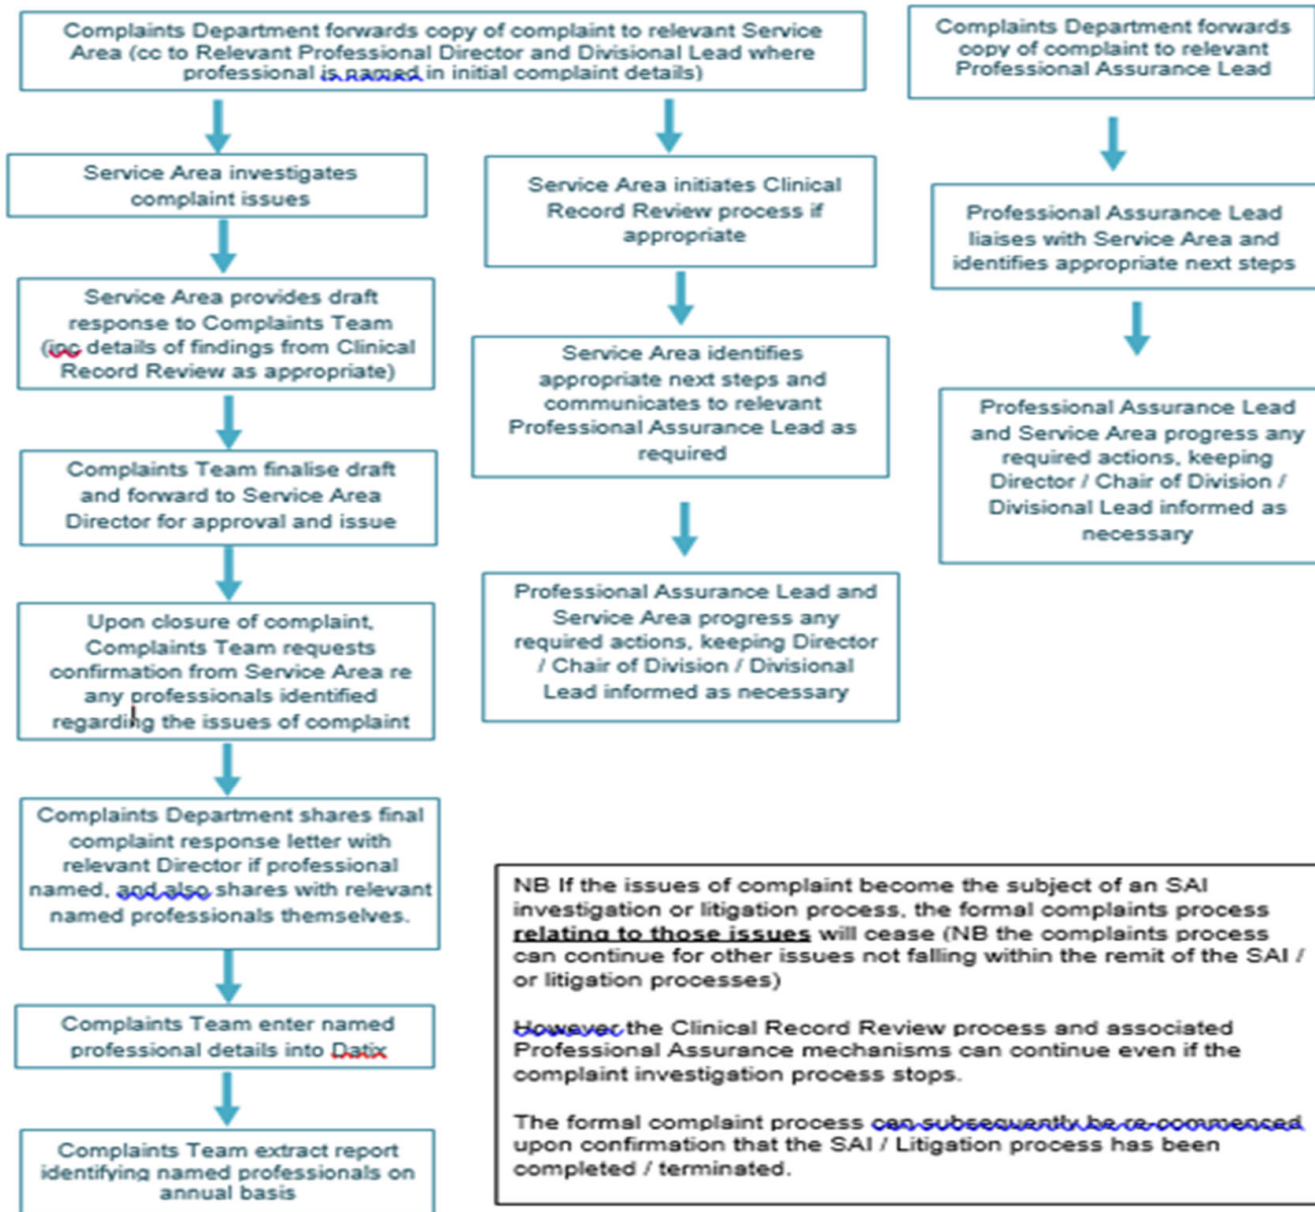 Complaints Department forwards copy of complaint to relevant Service
Area (cc to Relevant Professional Director and Divisional Lead where
professional is named in initial complaint details)
Service Area investigates
complaint issues
Service Area provides draft
response to Complaints Team
(inc details of findings from Clinical
Record Review as appropriate)
Complaints Team finalise draft
and forward to Service Area
Director for approval and issue
Upon closure of complaint,
Complaints Team requests
confirmation from Service Area re
any professionals identified
regarding the issues of complaint
Complaints Department shares final
complaint response letter with
relevant Director if professional
named, and also shares with relevant
named professionals themselves.
Complaints Team enter named
professional details into Datix
Complaints Team extract report
identifying named professionals on
annual basis
Service Area initiates Clinical
Record Review process if
appropriate
Service Area identifies
appropriate next steps and
communicates to relevant
Professional Assurance Lead as
required
Professional Assurance Lead and
Service Area progress any
required actions, keeping Director
/ Chair of Division / Divisional
Lead informed as necessary
Complaints Department forwards
copy of complaint to relevant
Professional Assurance Lead
Professional Assurance Lead
liaises with Service Area and
identifies appropriate next steps
Professional Assurance Lead
and Service Area progress any
required actions, keeping
Director / Chair of Division /
Divisional Lead informed as
necessary
NB If the issues of complaint become the subject of an SAI
investigation or litigation process, the formal complaints process
relating to those issues will cease (NB the complaints process
can continue for other issues not falling within the remit of the SAI /
or litigation processes)
However the Clinical Record Review process and associated
Professional Assurance mechanisms can continue even if the
complaint investigation process stops.
The formal complaint process can subsequently be re-commenced
upon confirmation that the SAI / Litigation process has been
completed / terminated.